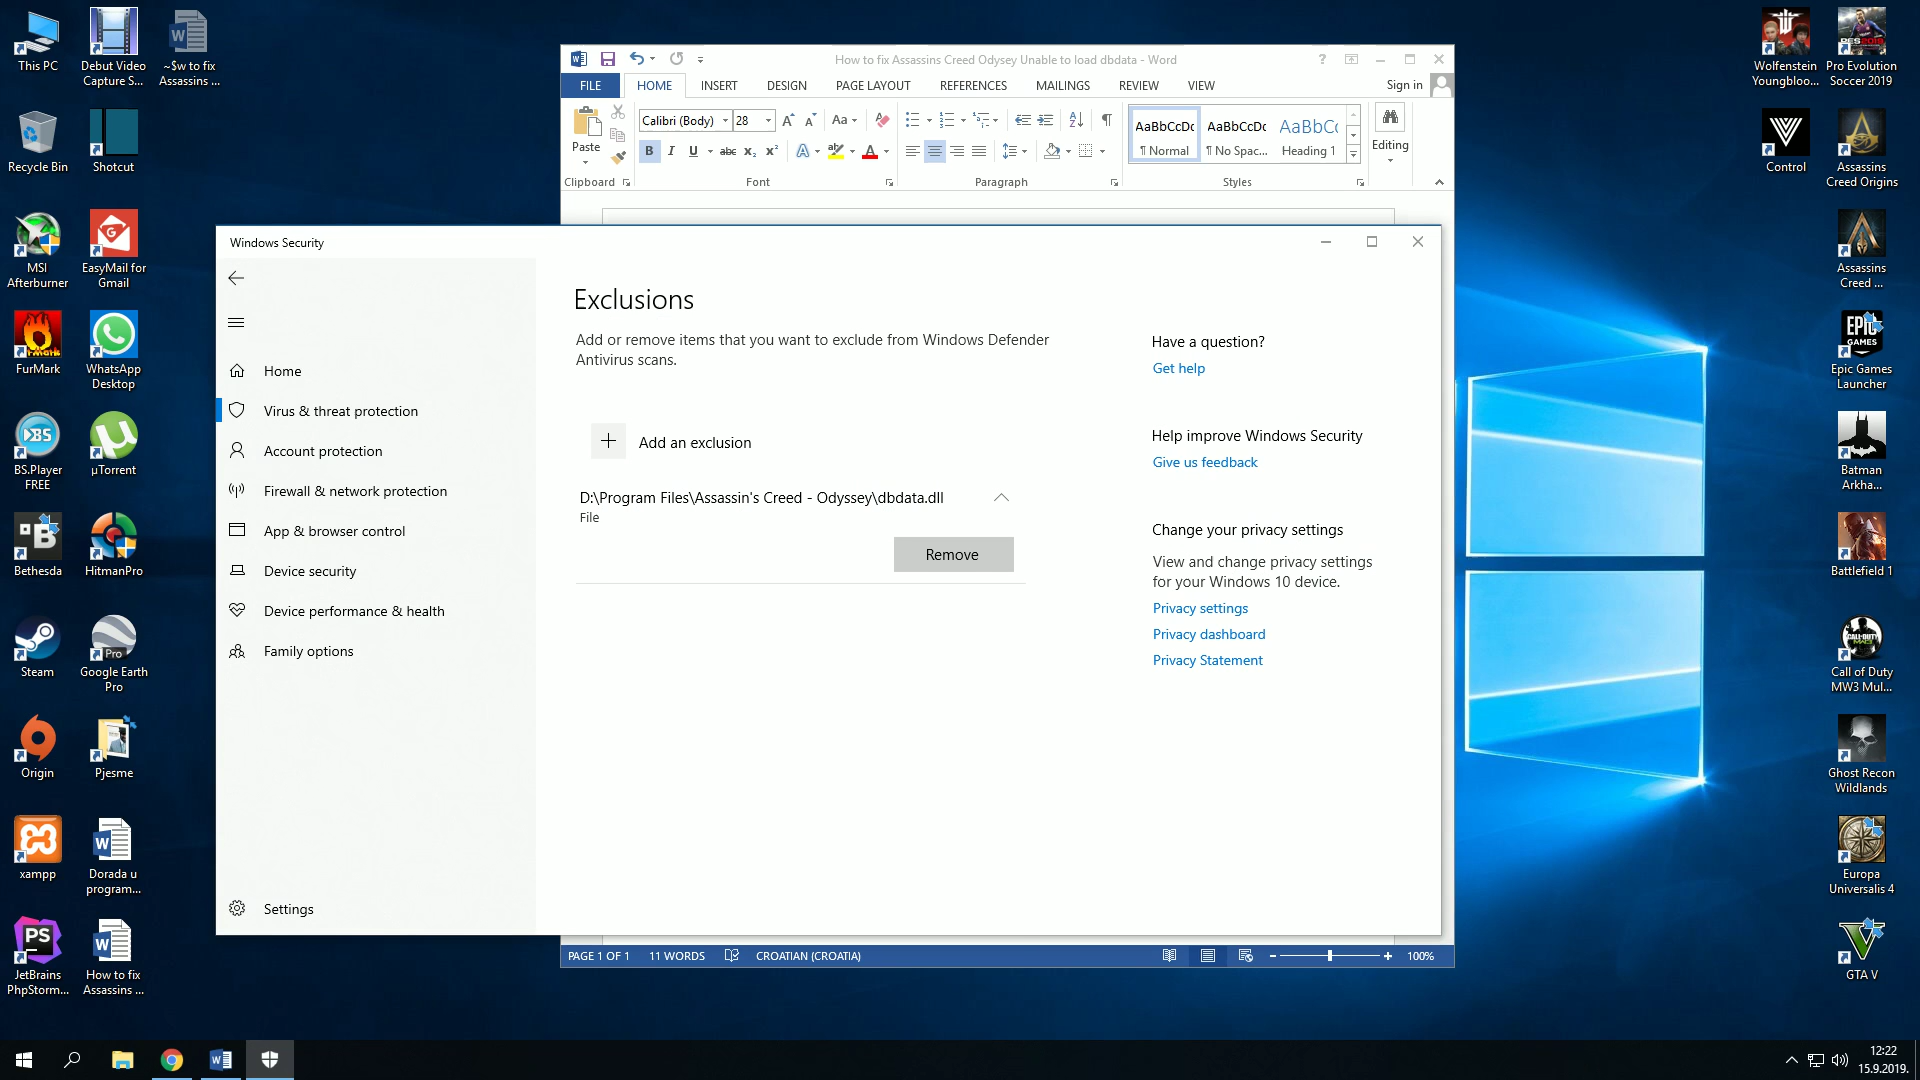 This PC
Debut Video
Capture S...
~$w to fix
Assassins ...
Recycle Bin
Shotcut
MSI
Afterburner
EasyMail for
Gmail
FurMark
WhatsApp
Desktop
BS.Player
FREE
µTorrent
Bethesda
HitmanPro
Steam
Google Earth
Pro
Origin
Pjesme
xampp
Dorada u
program...
JetBrains
PhpStorm...
How to fix
Assassins ...
How to fix Assassins Creed Odysey Unable to load dbdata - Word
FILE
HOME
INSERT
DESIGN
PAGE LAYOUT
REFERENCES
MAILINGS
REVIEW
VIEW
Sign in
Paste
Calibri (Body)
28
AaBbCcDc
¶ Normal
AaBbCcDc
¶ No Spac...
AaBbCc
Heading 1
Editing
Clipboard
Font
Paragraph
Styles
Windows Security
Home
Virus & threat protection
Account protection
Firewall & network protection
App & browser control
Device security
Device performance & health
Family options
Settings
Exclusions
Add or remove items that you want to exclude from Windows Defender
Antivirus scans.
Add an exclusion
D:\Program Files\Assassin's Creed - Odyssey\dbdata.dll
File
Remove
Have a question?
Get help
Help improve Windows Security
Give us feedback
Change your privacy settings
View and change privacy settings
for your Windows 10 device.
Privacy settings
Privacy dashboard
Privacy Statement
PAGE 1 OF 1
11 WORDS
CROATIAN (CROATIA)
100%
Wolfenstein
Youngbloo...
Pro Evolution
Soccer 2019
Control
Assassins
Creed Origins
Assassins
Creed ...
Epic Games
Launcher
Batman
Arkha...
Battlefield 1
Call of Duty
MW3 Mul...
Ghost Recon
Wildlands
Europa
Universalis 4
GTA V
12:22
15.9.2019.